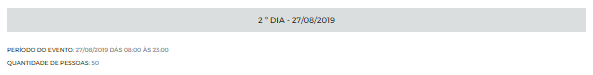 2 º DIA - 27/08/2019
PERÍODO DO EVENTO: 27/08/2019 DÀS 08:00 ÀS 23:00
QUANTIDADE DE PESSOAS: 50